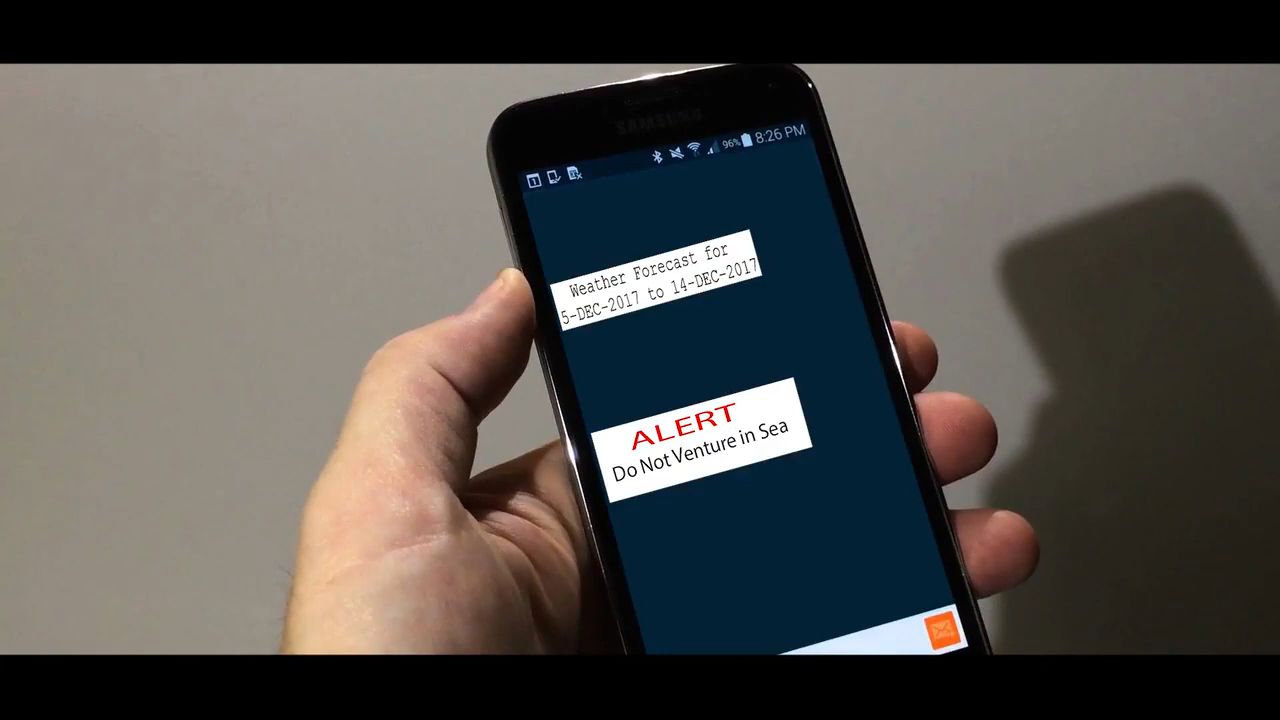 SAMSUNG
96% 8:26 PM
Weather Forecast for
5-DEC-2017 to 14-DEC-2017
ALERT
Do Not Venture in Sea